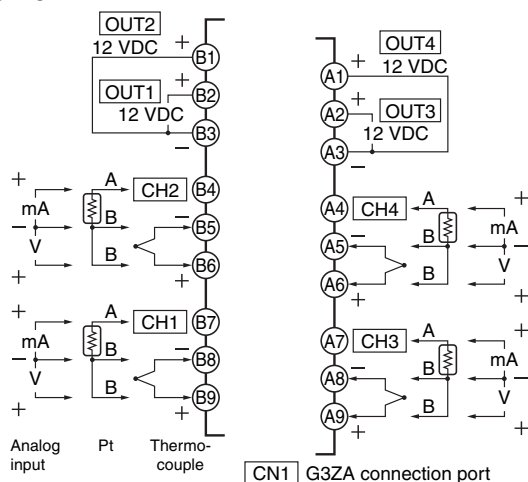 OUT2
12 VDC
+
B1
OUT1
+
12 VDC
B2
B3
−
+
A
CH2
B4
mA
−
B
−
B5
V
B
+
B6
+
+
A
CH1
B7
mA
−
B
−
B8
V
B
+
B9
+
Analog input
Pt
Thermo-couple
OUT4
+
12 VDC
A1
+
OUT3
A2
12 VDC
A3
−
A4
CH4
A
+
mA
A5
−
B
−
V
A6
+
B
+
A7
CH3
A
+
mA
A8
−
B
−
V
A9
+
B
+
CN1 G3ZA connection port